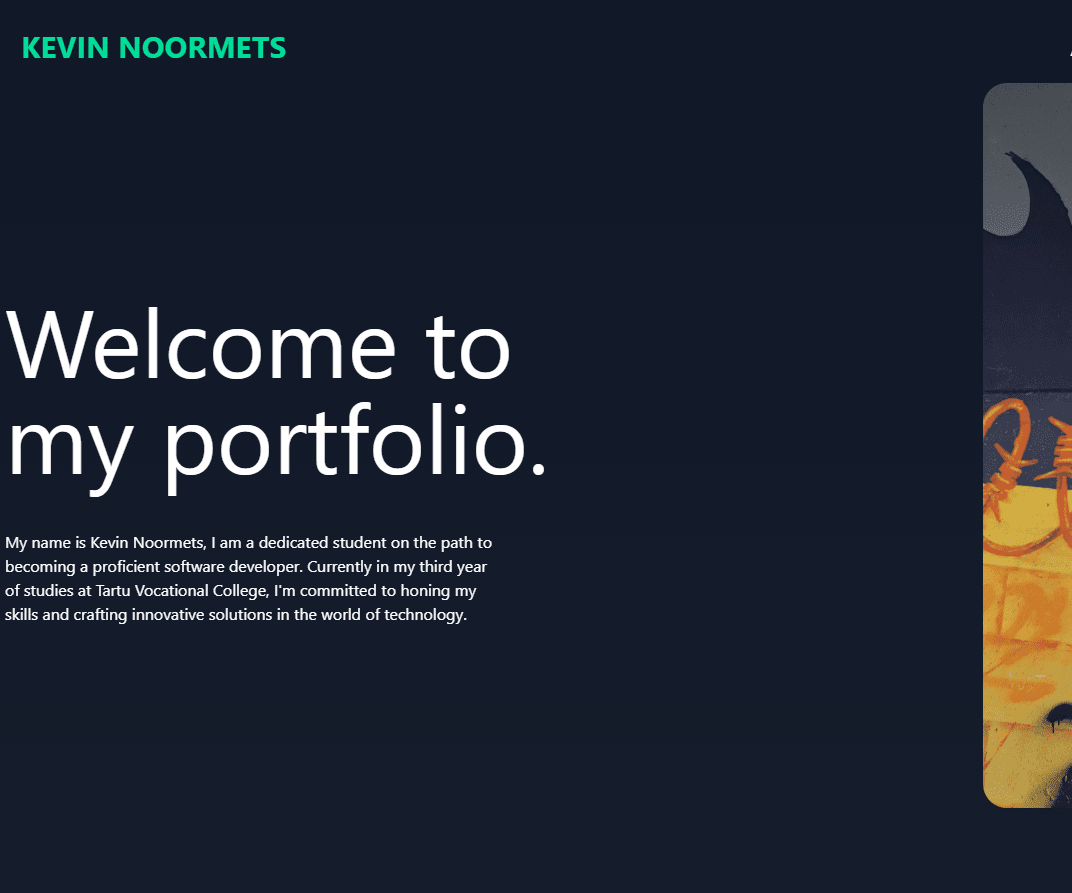 KEVIN NOORMETS
Welcome to
my portfolio.
My name is Kevin Noormets, I am a dedicated student on the path to
becoming a proficient software developer. Currently in my third year
of studies at Tartu Vocational College, I'm committed to honing my
skills and crafting innovative solutions in the world of technology.